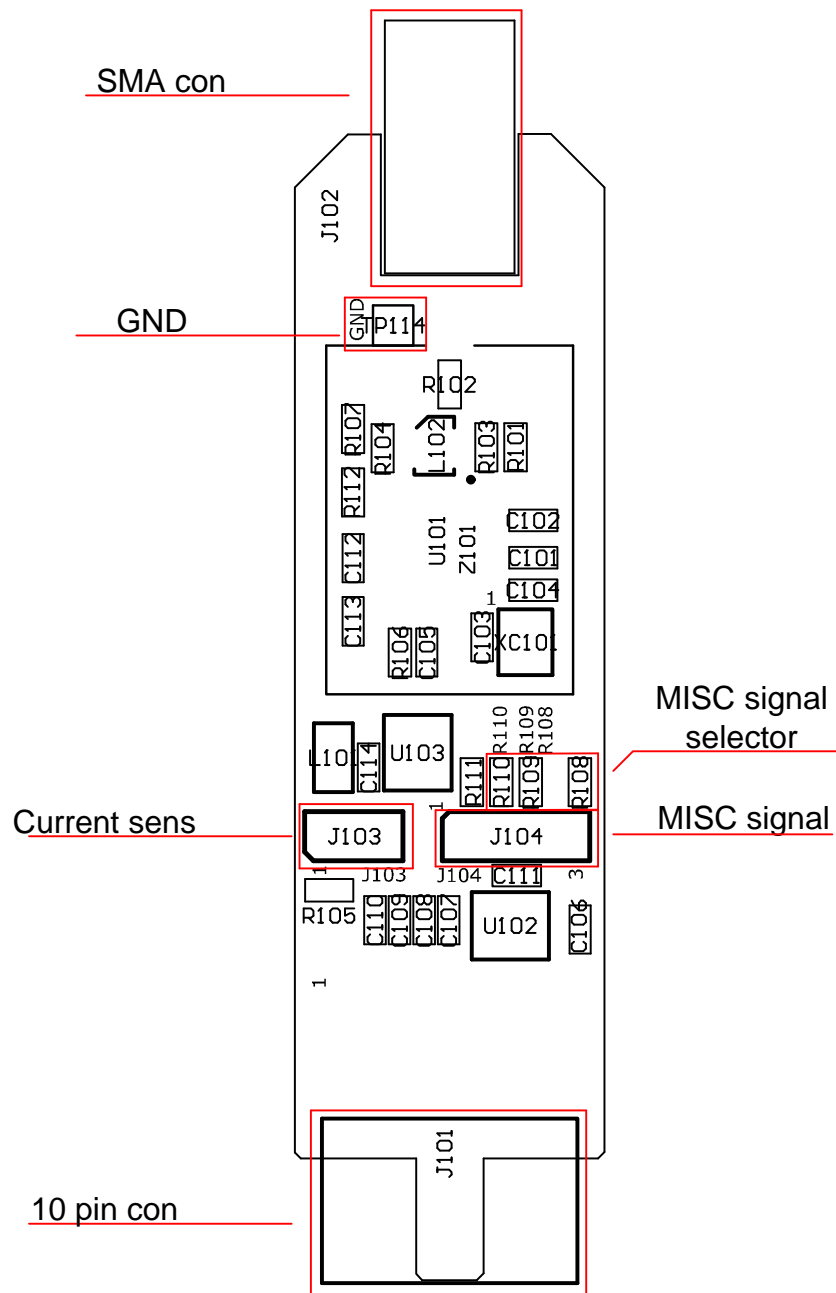 SMA con
J102
GND
GND
TP114
R102
R107
R104
L102
R103
R101
R112
C102
U101
Z101
C112
C101
C104
1
C113
R106
C105
C103
XC101
MISC signal
selector
R110
R109
R108
L101
C114
U103
R111
R110
R109
R108
1
Current sens
J103
J104
MISC signal
1
J103
J104
C111
3
R105
C110
C109
C108
C107
U102
C106
1
J101
10 pin con